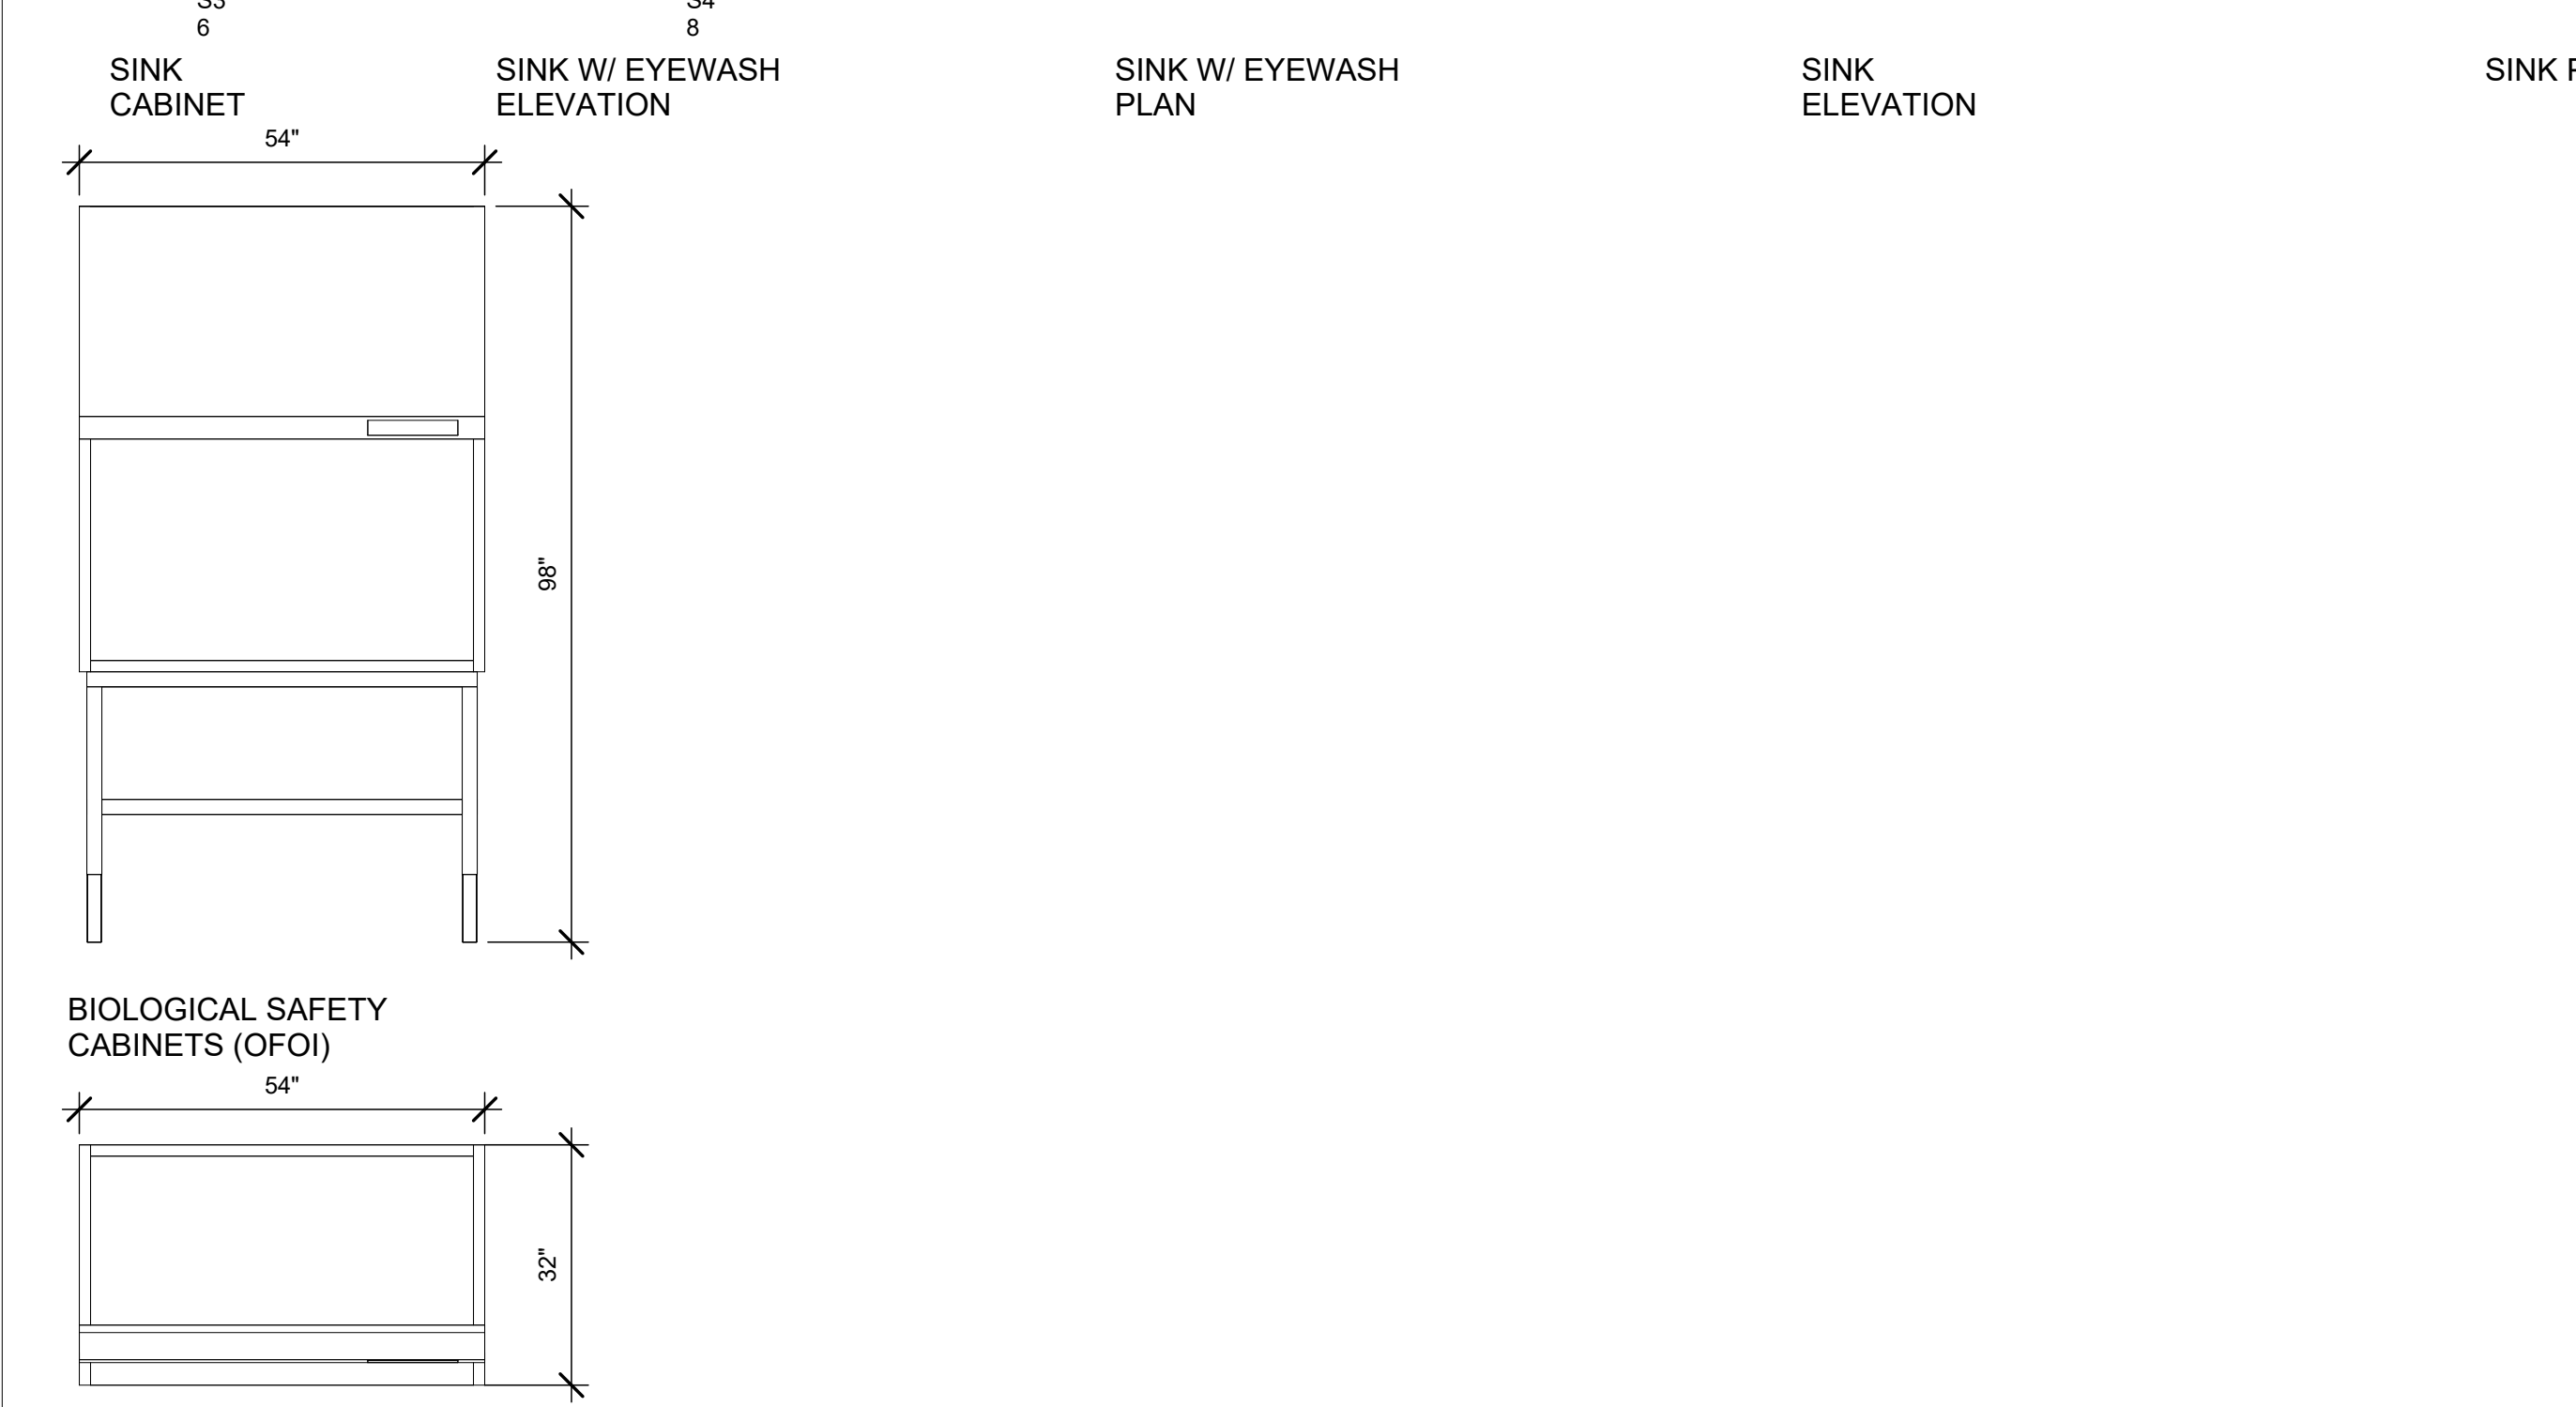 6
8
SINK
CABINET
SINK W/ EYEWASH
ELEVATION
SINK W/ EYEWASH
PLAN
SINK
ELEVATION
SINK
54"
98"
BIOLOGICAL SAFETY
CABINETS (OFOI)
54"
32"